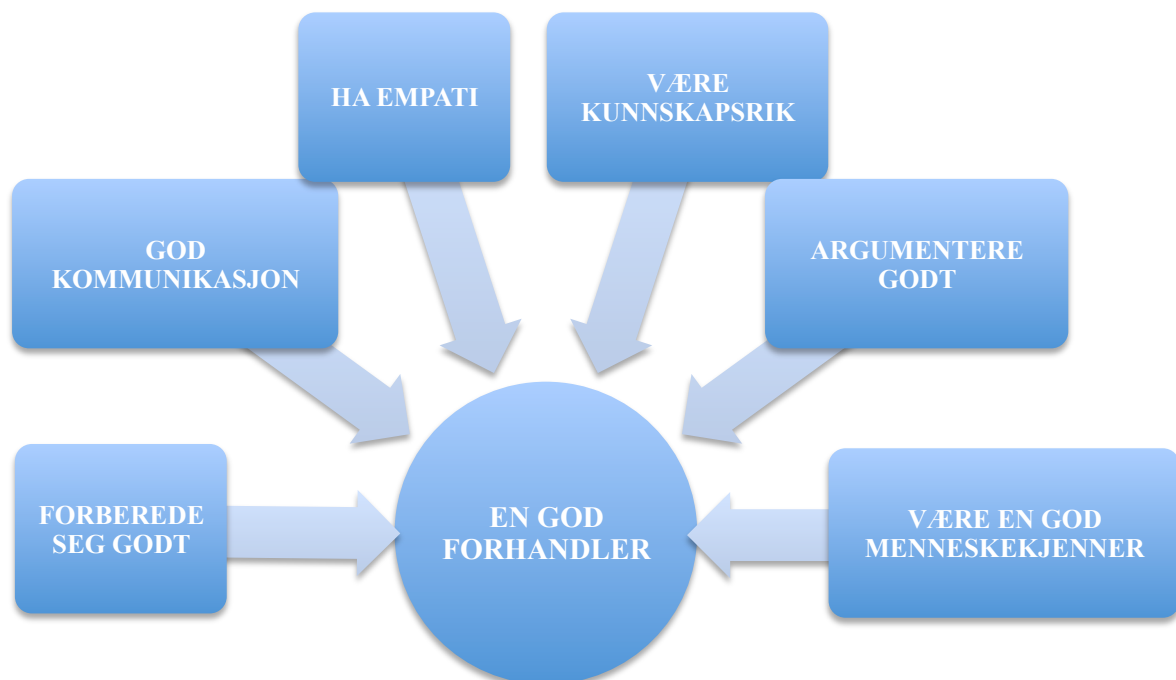 HA EMPATI
VÆRE
KUNNSKAPSRIK
GOD
KOMMUNIKASJON
ARGUMENTERE
GODT
FORBEREDE
SEG GODT
EN GOD
FORHANDLER
VÆRE EN GOD
MENNESKEKJENNER